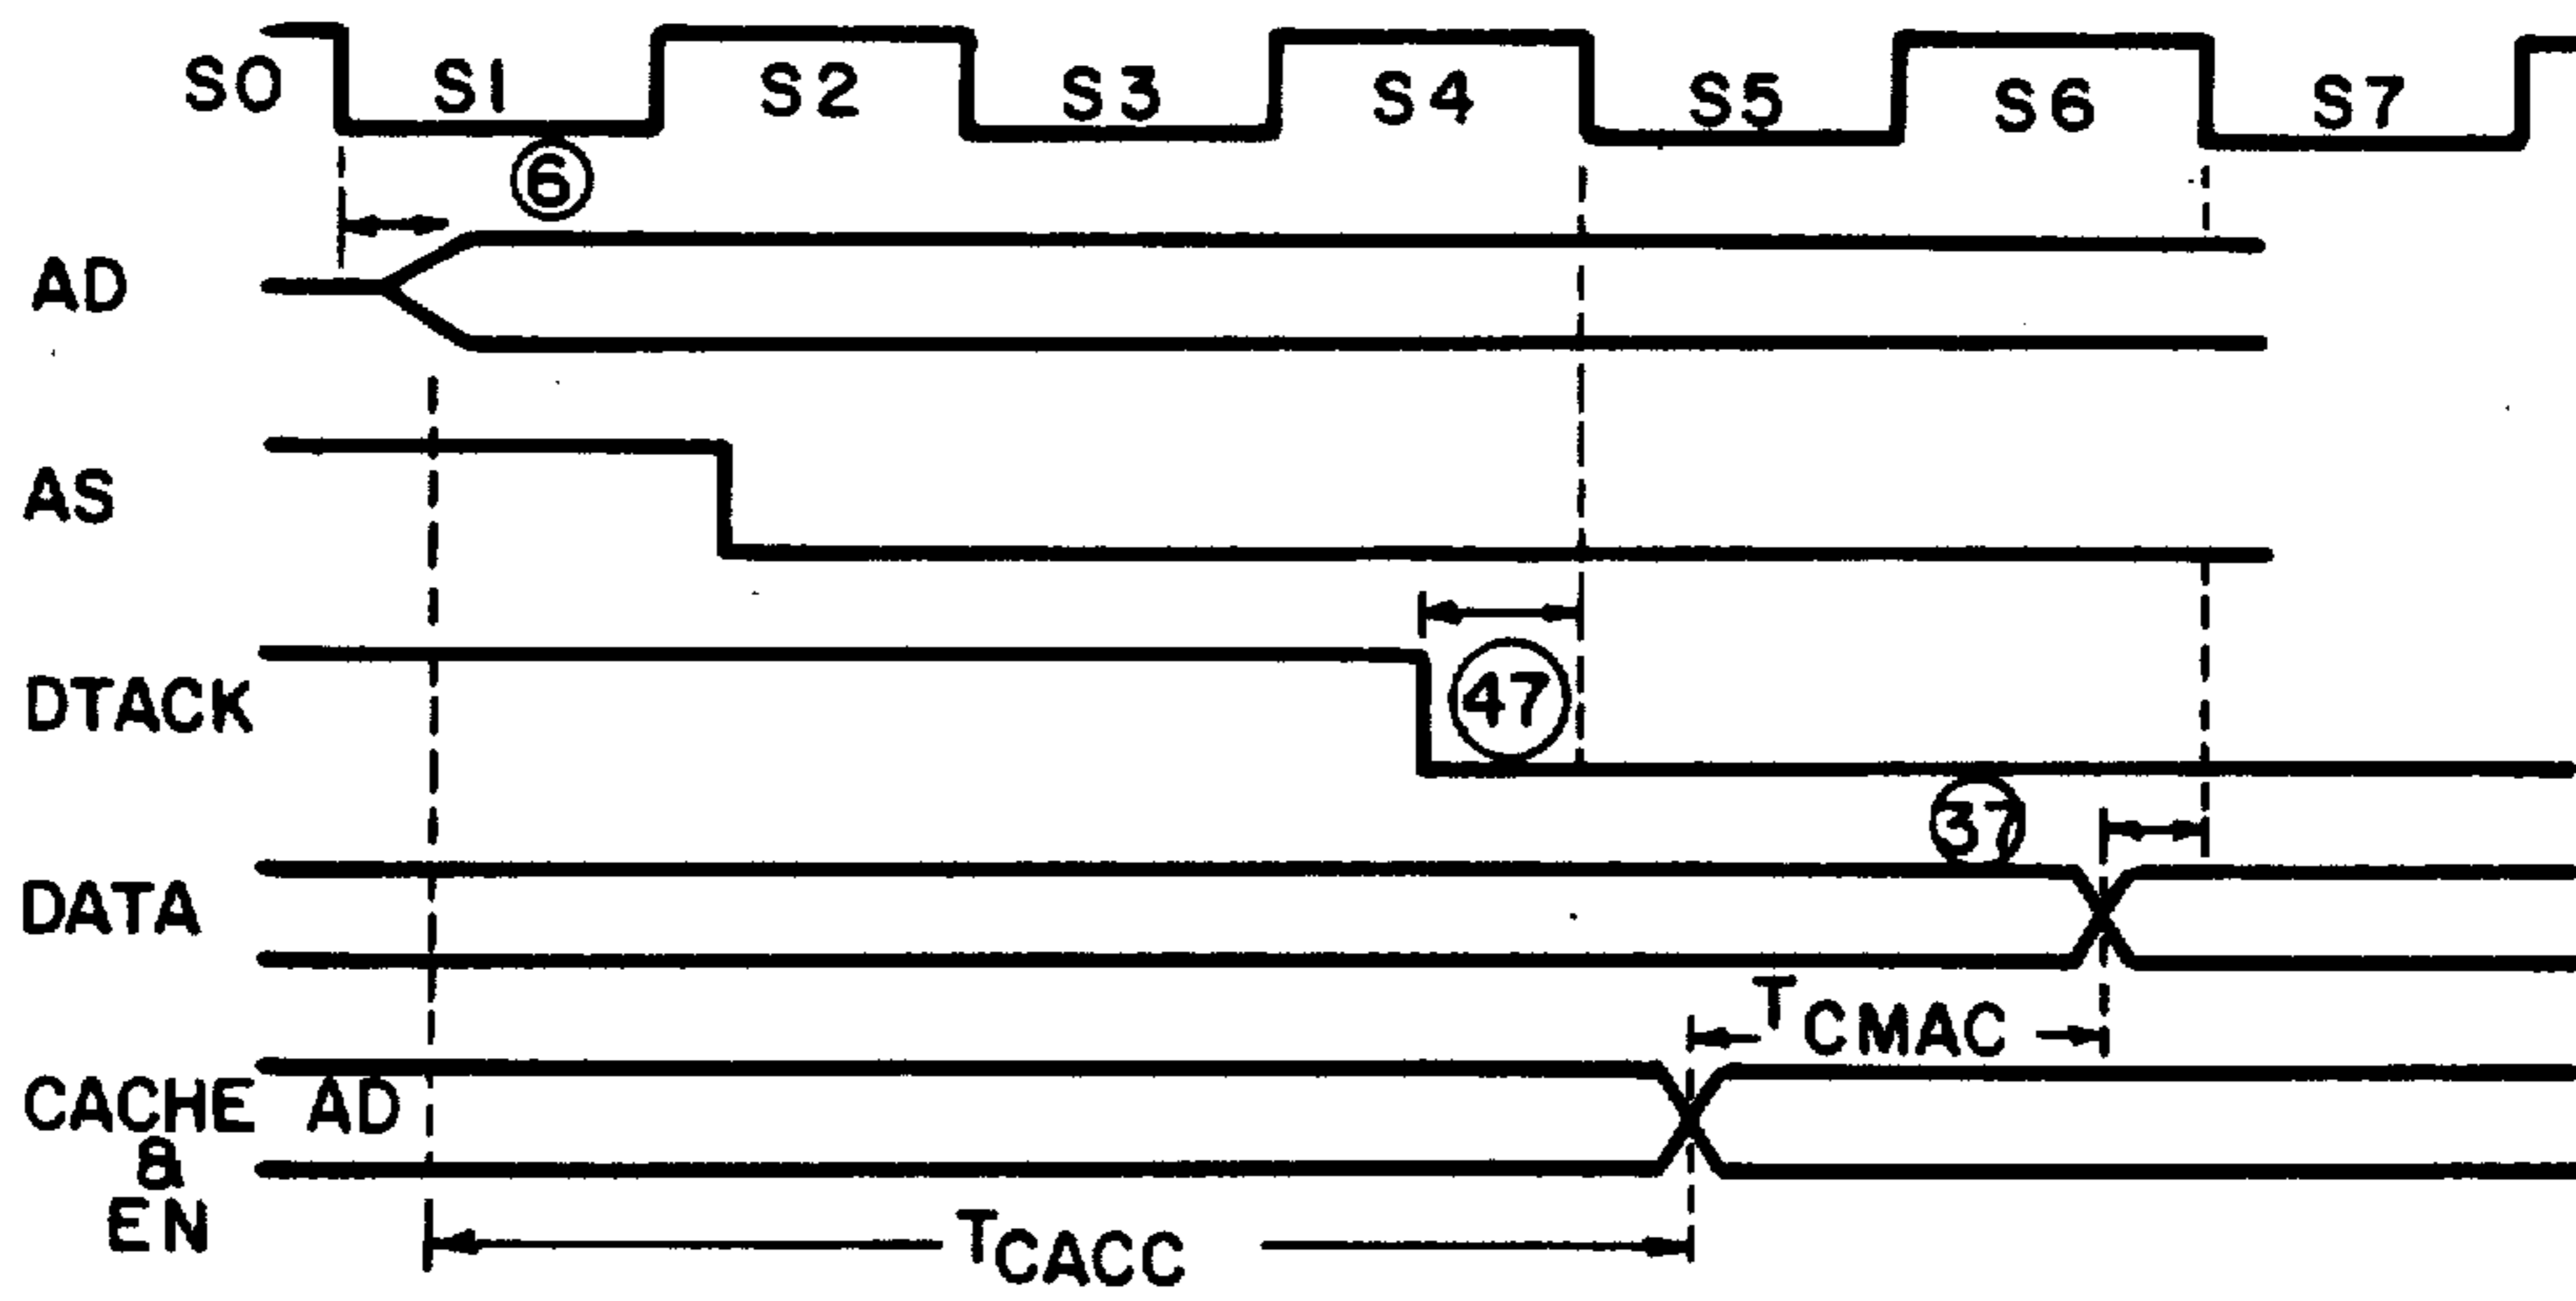 S0 S1 S2 S3 S4 S5 S6 S7
6
AD
AS
DTACK
47
37
DATA
TCMAC
CACHE AD
&
EN
TCACC